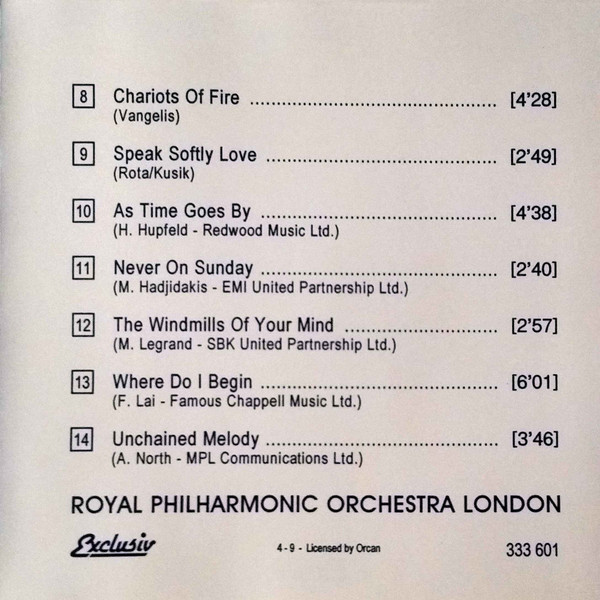 8 Chariots Of Fire ................................................ [4'28]
(Vangelis)
9 Speak Softly Love ............................................. [2'49]
(Rota/Kusik)
10 As Time Goes By .............................................. [4'38]
(H. Hupfeld - Redwood Music Ltd.)
11 Never On Sunday .............................................. [2'40]
(M. Hadjidakis - EMI United Partnership Ltd.)
12 The Windmills Of Your Mind .............................. [2'57]
(M. Legrand - SBK United Partnership Ltd.)
13 Where Do I Begin .............................................. [6'01]
(F. Lai - Famous Chappell Music Ltd.)
14 Unchained Melody ............................................. [3'46]
(A. North - MPL Communications Ltd.)
ROYAL PHILHARMONIC ORCHESTRA LONDON
Exclusiv 4 - 9 - Licensed by Orcan 333 601